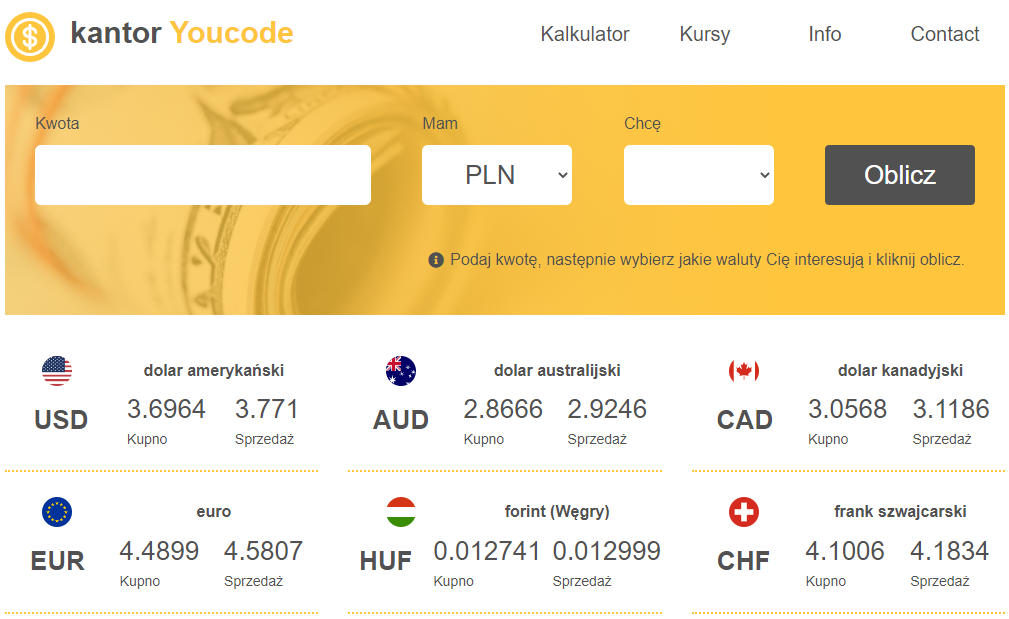 kantor Youcode
Kalkulator Kursy Info Contact
Kwota Mam Chcę
PLN Oblicz
Podaj kwotę, następnie wybierz jakie waluty Cię interesują i kliknij oblicz.
dolar amerykański dolar australijski dolar kanadyjski
USD 3.6964 3.771 AUD 2.8666 2.9246 CAD 3.0568 3.1186
Kupno Sprzedaż Kupno Sprzedaż Kupno Sprzedaż
euro forint (Węgry) frank szwajcarski
EUR 4.4899 4.5807 HUF 0.012741 0.012999 CHF 4.1006 4.1834
Kupno Sprzedaż Kupno Sprzedaż Kupno Sprzedaż